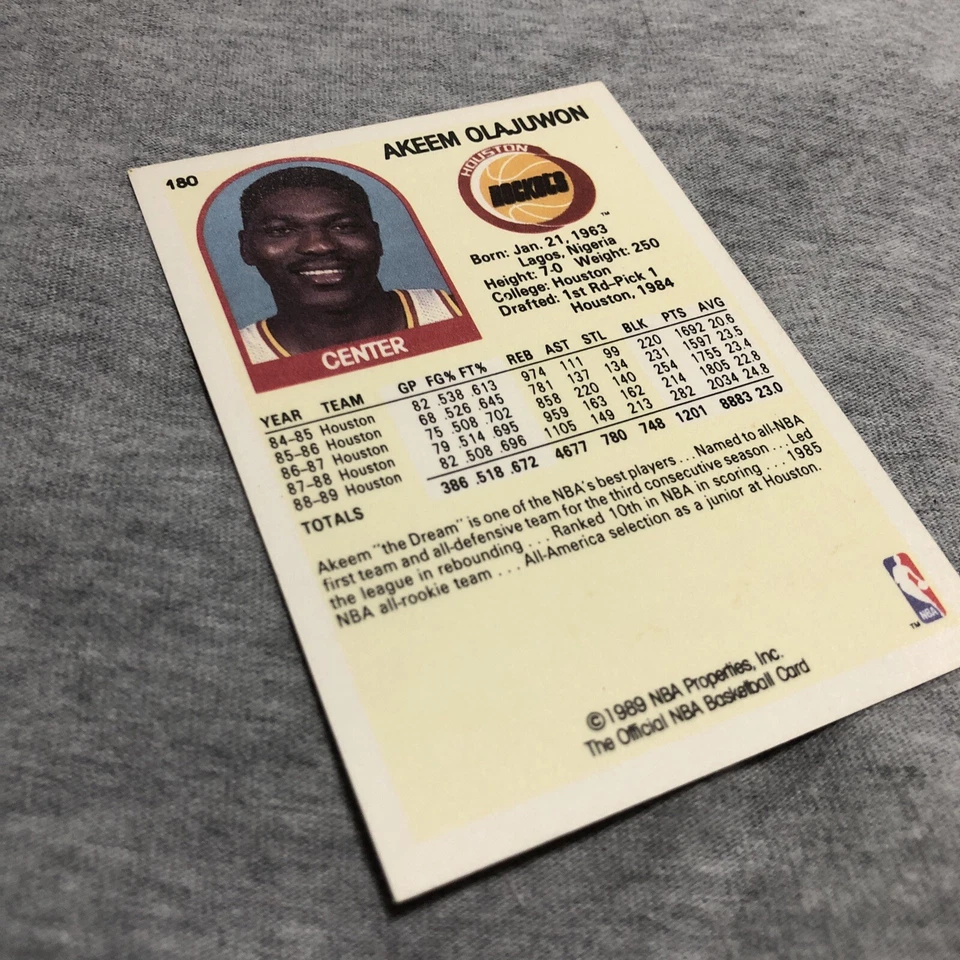 180
AKEEM OLAJUWON
HOUSTON
ROCKETS
TM
Born: Jan. 21, 1963
Lagos, Nigeria
Height: 7-0 Weight: 250
College: Houston
Drafted: 1st Rd-Pick 1
Houston, 1984
CENTER
YEAR TEAM GP FG% FT% REB AST STL BLK PTS AVG
84-85 Houston 82 .538 .613 974 111 99 220 1692 20.6
85-86 Houston 68 .526 .645 781 137 134 231 1597 23.5
86-87 Houston 75 .508 .702 858 220 140 254 1755 23.4
87-88 Houston 79 .514 .695 959 163 162 214 1805 22.8
88-89 Houston 82 .508 .696 1105 149 213 282 2034 24.8
TOTALS 386 .518 .672 4677 780 748 1201 8883 23.0
Akeem "the Dream" is one of the NBA's best players . . . Named to all-NBA
first team and all-defensive team for the third consecutive season . . . Led
the league in rebounding . . . Ranked 10th in NBA in scoring . . . 1985
NBA all-rookie team . . . All-America selection as a junior at Houston.
NBA
TM
©1989 NBA Properties, Inc.
The Official NBA Basketball Card